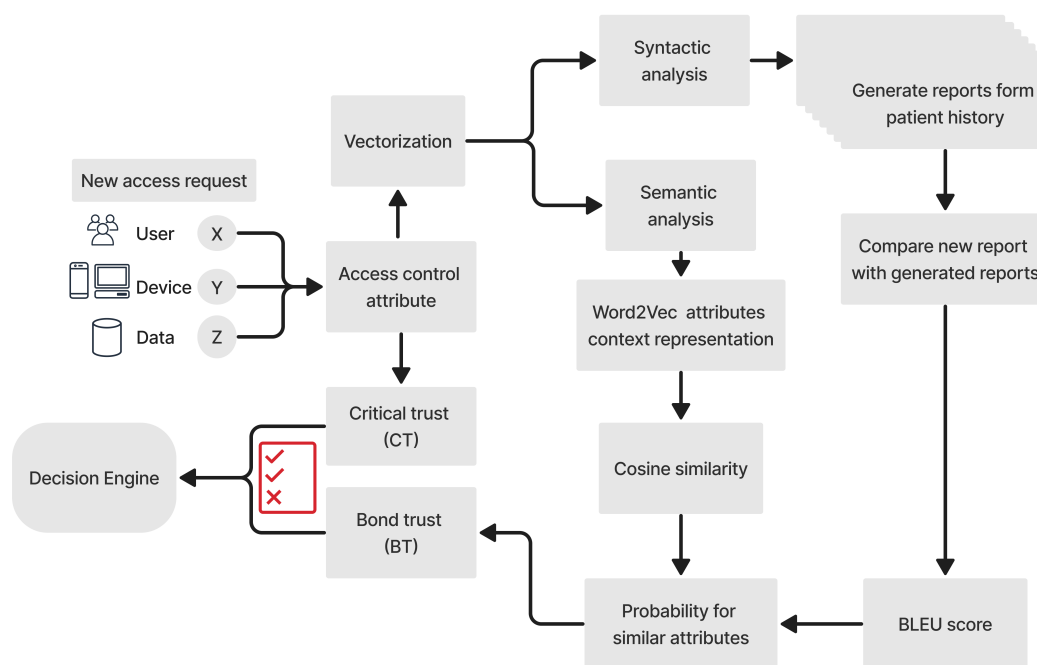 Syntactic
analysis
Generate reports form
patient history
Vectorization
New access request
User
X
Device
Y
Data
Z
Access control
attribute
Semantic
analysis
Compare new report
with generated reports
Word2Vec attributes
context representation
Critical trust
(CT)
Decision Engine
Cosine similarity
Bond trust
(BT)
Probability for
similar attributes
BLEU score